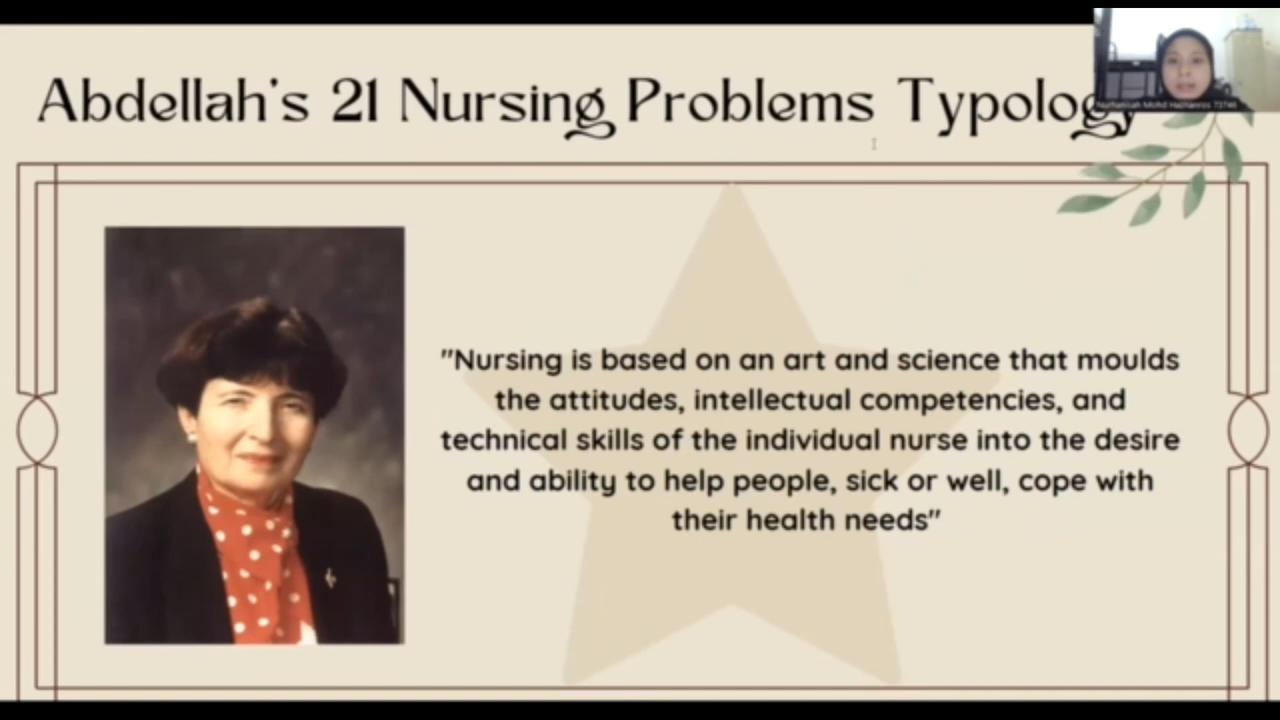 Abdellah's 21 Nursing Problems Typology
"Nursing is based on an art and science that moulds
the attitudes, intellectual competencies, and
technical skills of the individual nurse into the desire
and ability to help people, sick or well, cope with
their health needs"